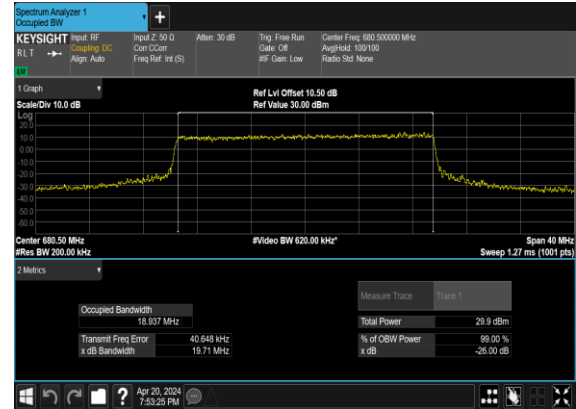 Spectrum Analyzer 1
Occupied BW
+
KEYSIGHT Input: RF Input Z: 50 Ω Atten: 30 dB Trig: Free Run Center Freq: 680.500000 MHz
RLT Coupling: DC Corr CCorr Gate: Off Avg|Hold: 100/100
Align: Auto Freq Ref: Int (S) #IF Gain: Low Radio Std: None
LV
1 Graph
Ref Lvl Offset 10.50 dB
Scale/Div 10.0 dB Ref Value 30.00 dBm
Log
20.0
10.0
0.00
-10.0
-20.0
-30.0
-40.0
-50.0
-60.0
Center 680.50 MHz #Video BW 620.00 kHz* Span 40 MHz
#Res BW 200.00 kHz Sweep 1.27 ms (1001 pts)
2 Metrics
Measure Trace Trace 1
Occupied Bandwidth
18.937 MHz Total Power 29.9 dBm
Transmit Freq Error 40.648 kHz % of OBW Power 99.00 %
x dB Bandwidth 19.71 MHz x dB -26.00 dB
? Apr 20, 2024
7:53:25 PM